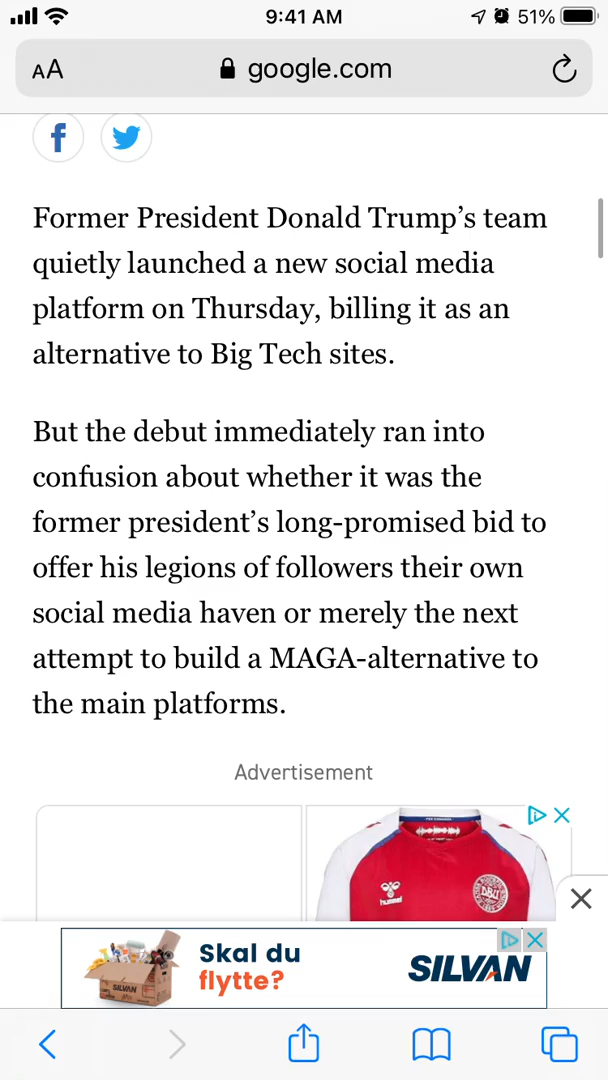 9:41 AM
51%
AA
google.com
Former President Donald Trump’s team
quietly launched a new social media
platform on Thursday, billing it as an
alternative to Big Tech sites.
But the debut immediately ran into
confusion about whether it was the
former president’s long-promised bid to
offer his legions of followers their own
social media haven or merely the next
attempt to build a MAGA-alternative to
the main platforms.
Advertisement
hummel
DBU
SILVAN
Skal du
flytte?
SILVAN